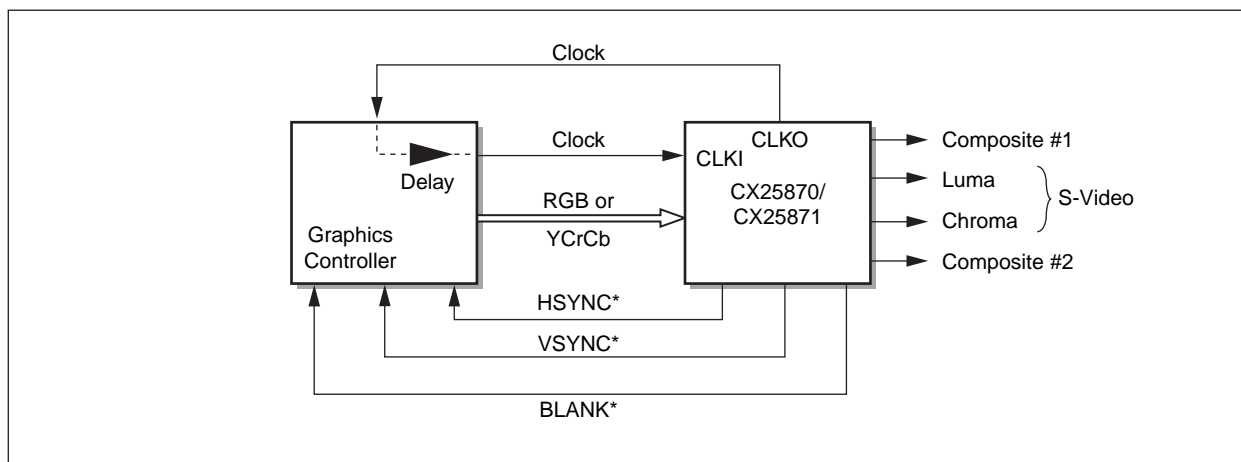 Clock
Clock
CLKO
CLKI
Delay
CX25870/
CX25871
RGB or
YCrCb
Graphics
Controller
Composite #1
Luma
S-Video
Chroma
Composite #2
HSYNC*
VSYNC*
BLANK*